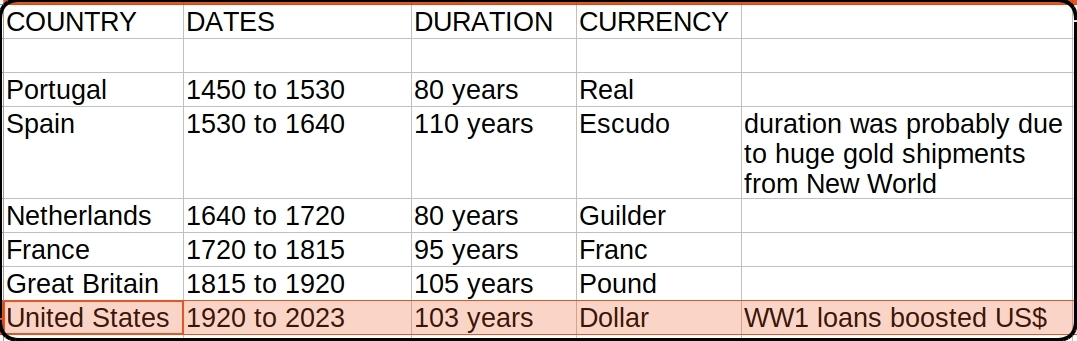 COUNTRY DATES DURATION CURRENCY
Portugal 1450 to 1530 80 years Real
Spain 1530 to 1640 110 years Escudo duration was probably due
to huge gold shipments
from New World
Netherlands 1640 to 1720 80 years Guilder
France 1720 to 1815 95 years Franc
Great Britain 1815 to 1920 105 years Pound
United States 1920 to 2023 103 years Dollar WW1 loans boosted US$